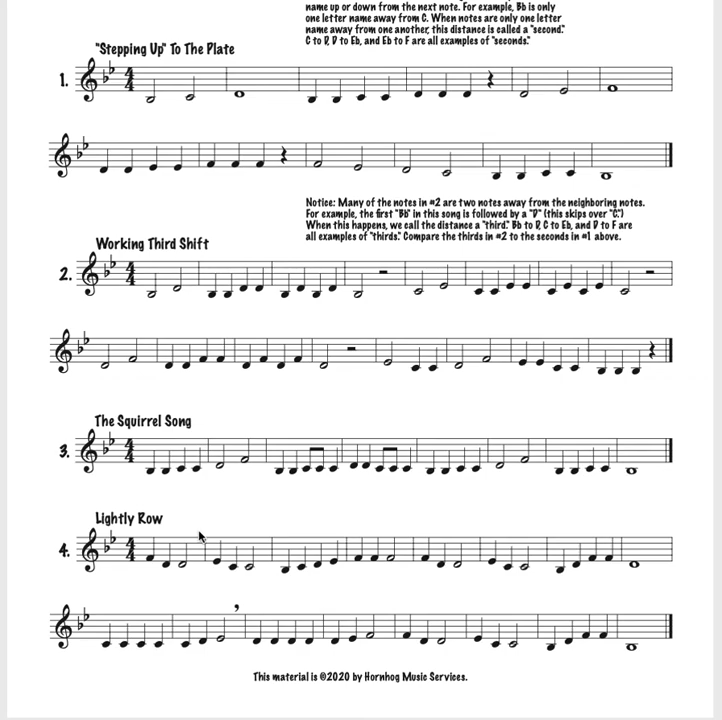 name up or down from the next note. For example, Bb is only
one letter name away from C. When notes are only one letter
name away from one another, this distance is called a "second."
C to D, D to Eb, and Eb to F are all examples of "seconds."
"Stepping Up" To The Plate
1.
Notice: Many of the notes in #2 are two notes away from the neighboring notes.
For example, the first "Bb" in this song is followed by a "D" (this skips over "C.")
When this happens, we call the distance a "third." Bb to D, C to Eb, and D to F are
all examples of "thirds." Compare the thirds in #2 to the seconds in #1 above.
Working Third Shift
2.
The Squirrel Song
3.
Lightly Row
4.
This material is ©2020 by Hornhog Music Services.